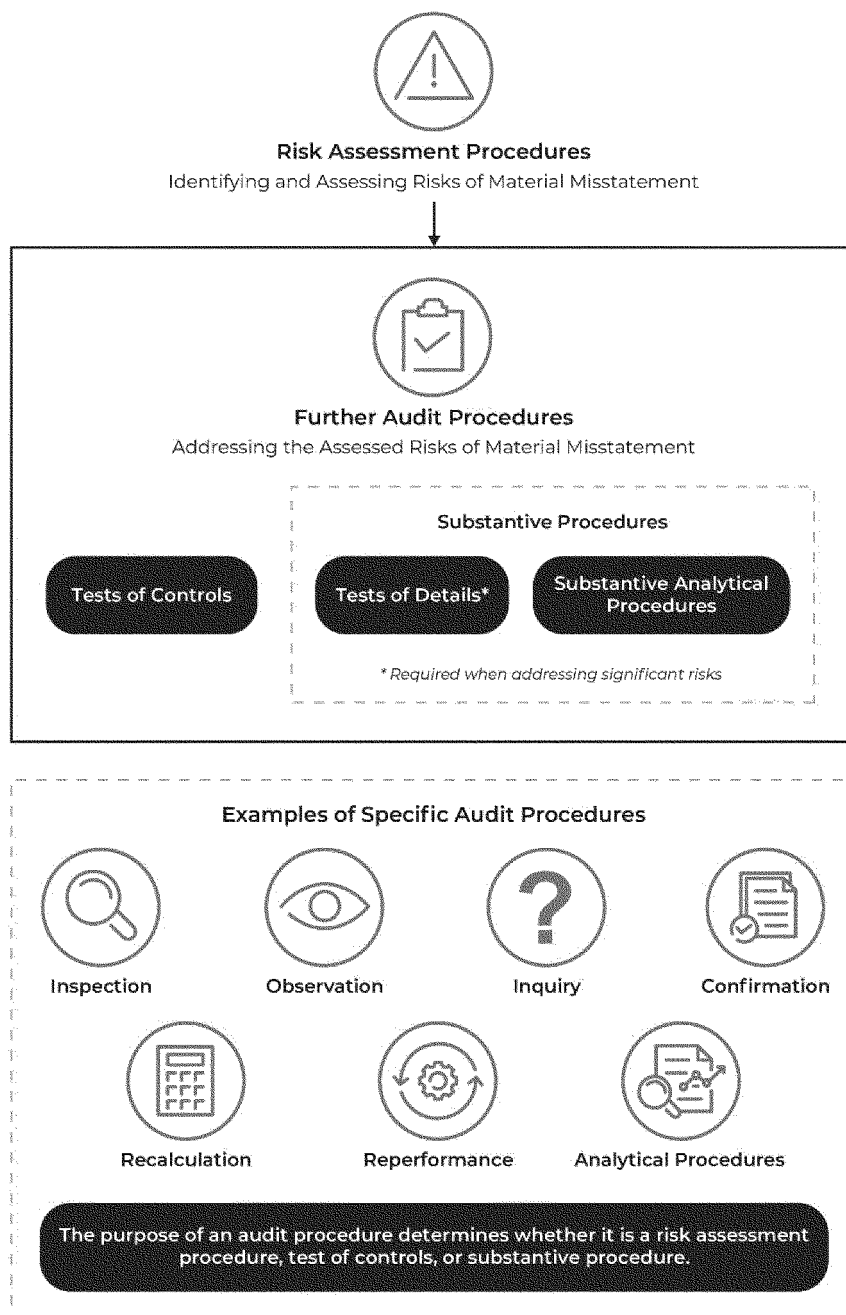 Risk Assessment Procedures
Identifying and Assessing Risks of Material Misstatement
Further Audit Procedures
Addressing the Assessed Risks of Material Misstatement
Substantive Procedures
Tests of Controls
Tests of Details*
Substantive Analytical
Procedures
* Required when addressing significant risks
Examples of Specific Audit Procedures
Inspection
Observation
Inquiry
Confirmation
Recalculation
Reperformance
Analytical Procedures
The purpose of an audit procedure determines whether it is a risk assessment
procedure, test of controls, or substantive procedure.